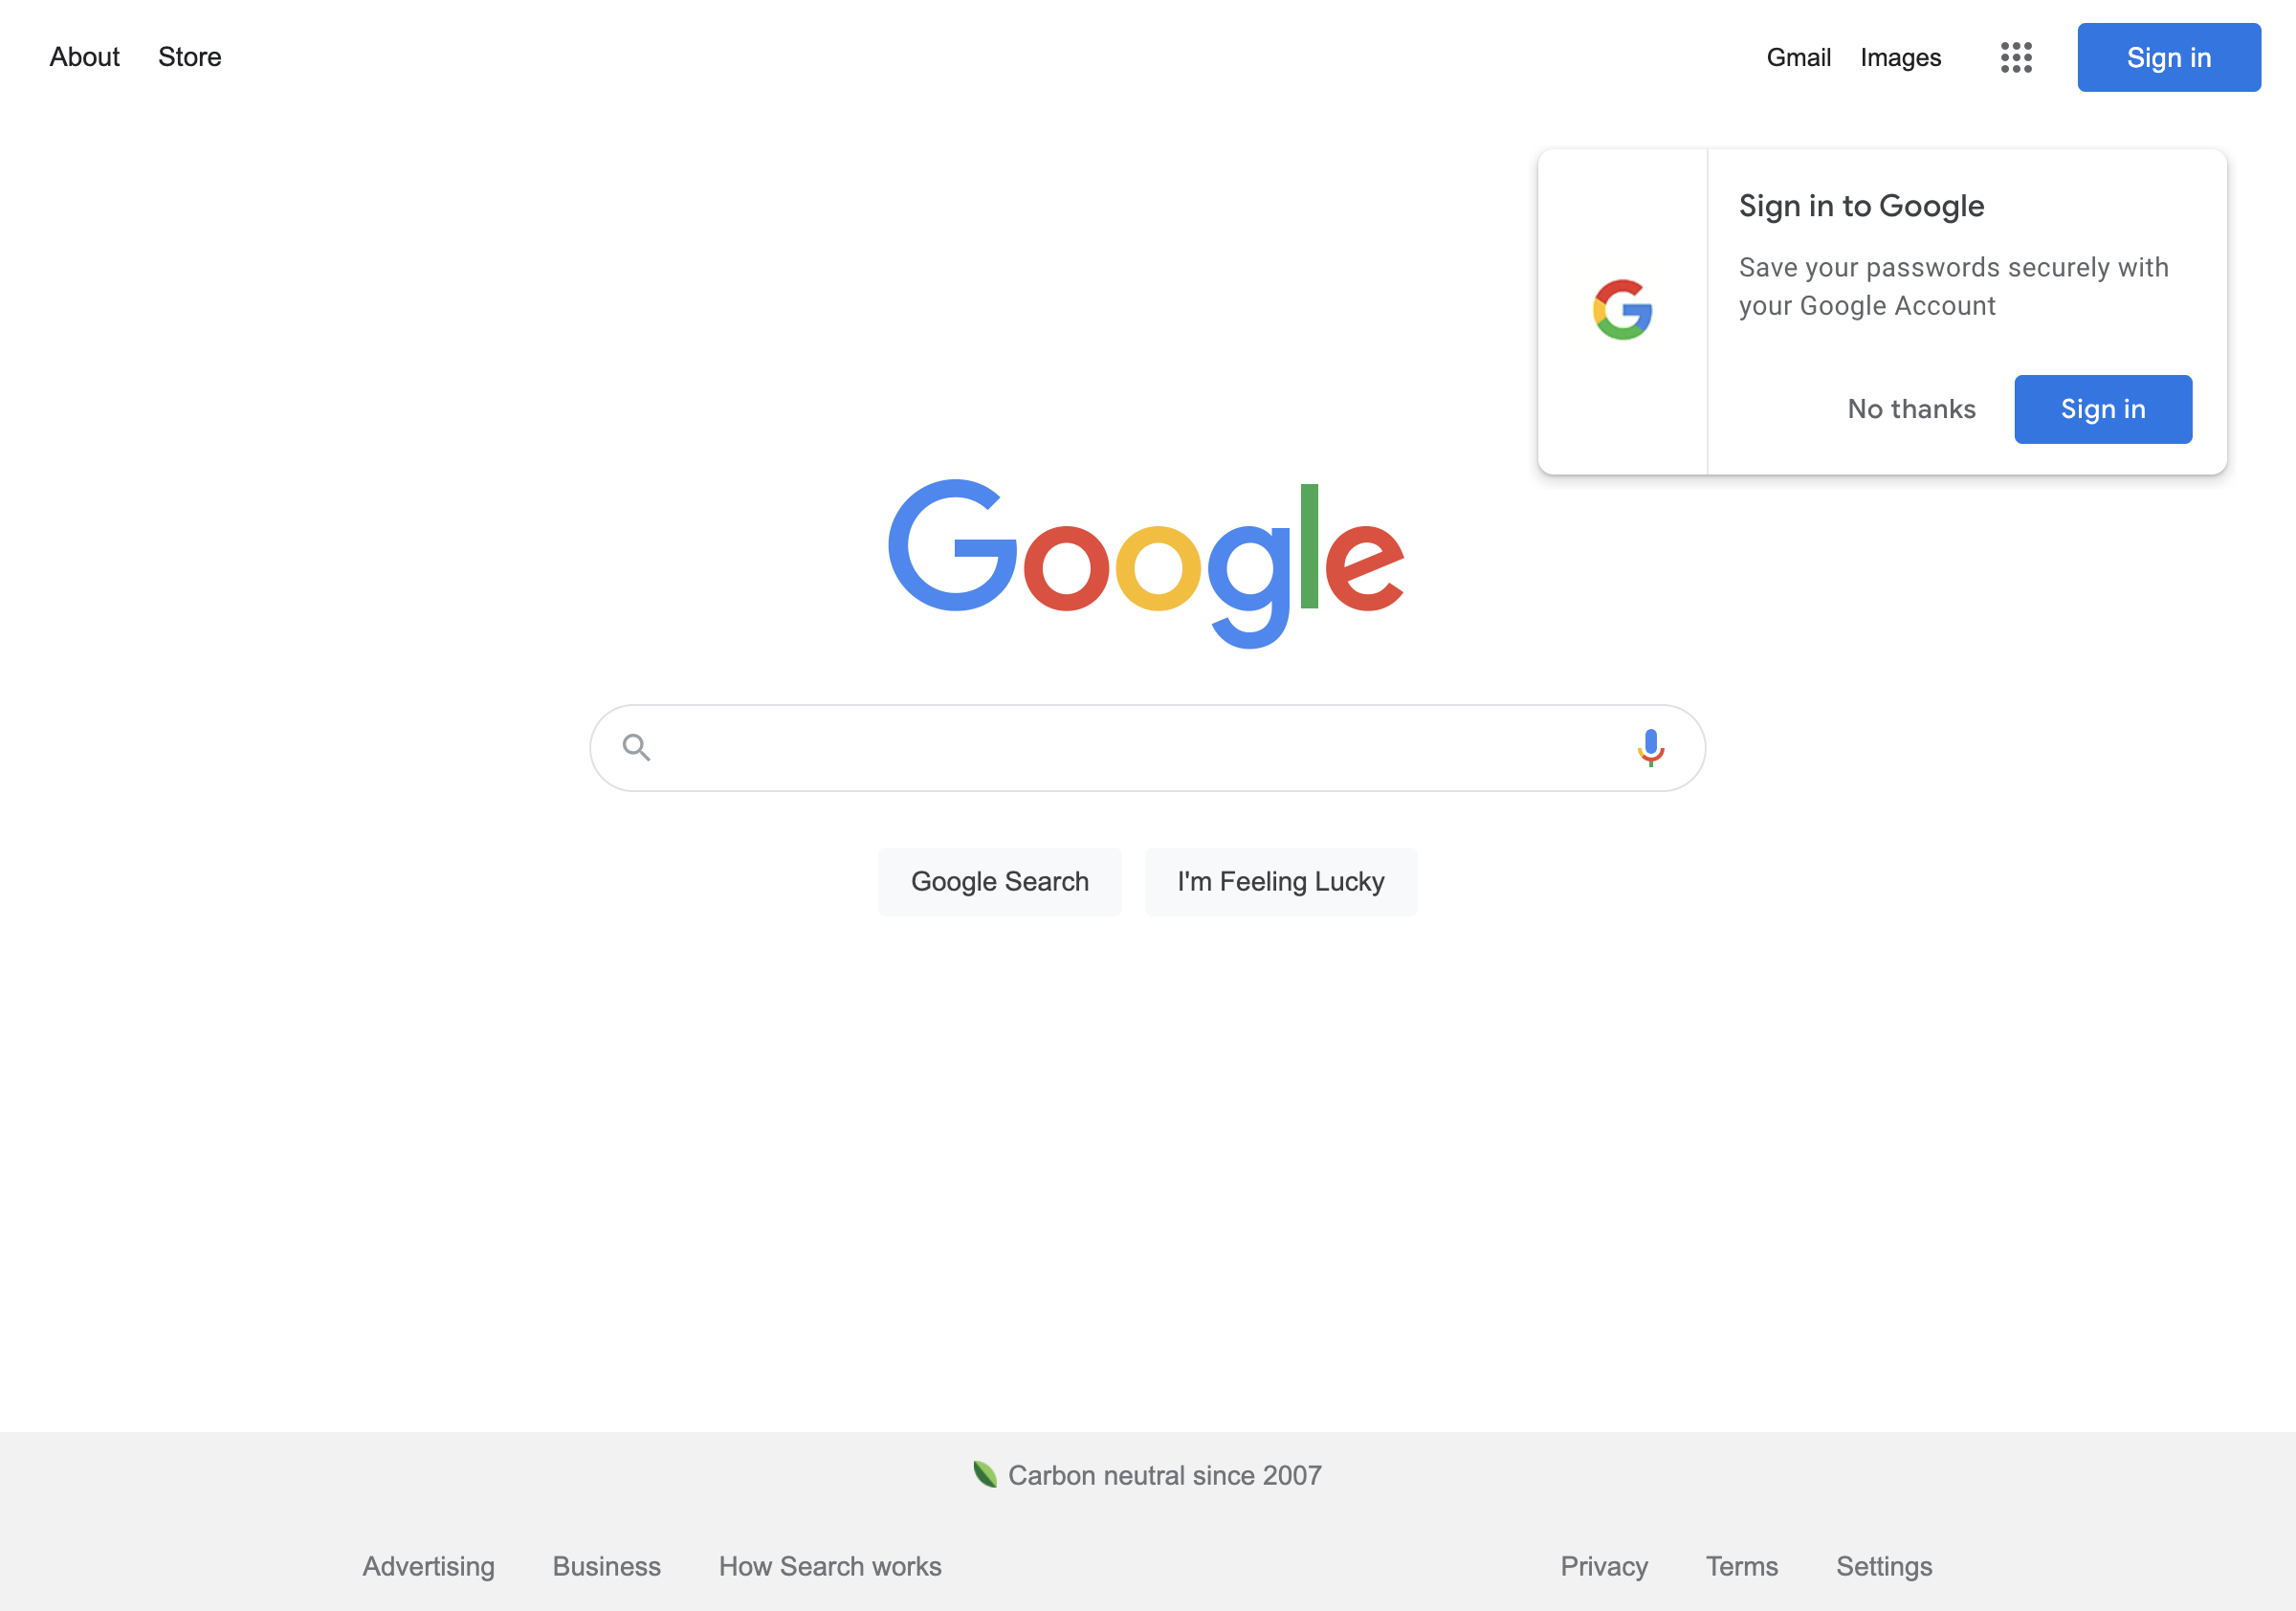 About Store Gmail Images Sign in
Sign in to Google
Save your passwords securely with
your Google Account
No thanks Sign in
Google
Google Search I'm Feeling Lucky
Carbon neutral since 2007
Advertising Business How Search works Privacy Terms Settings